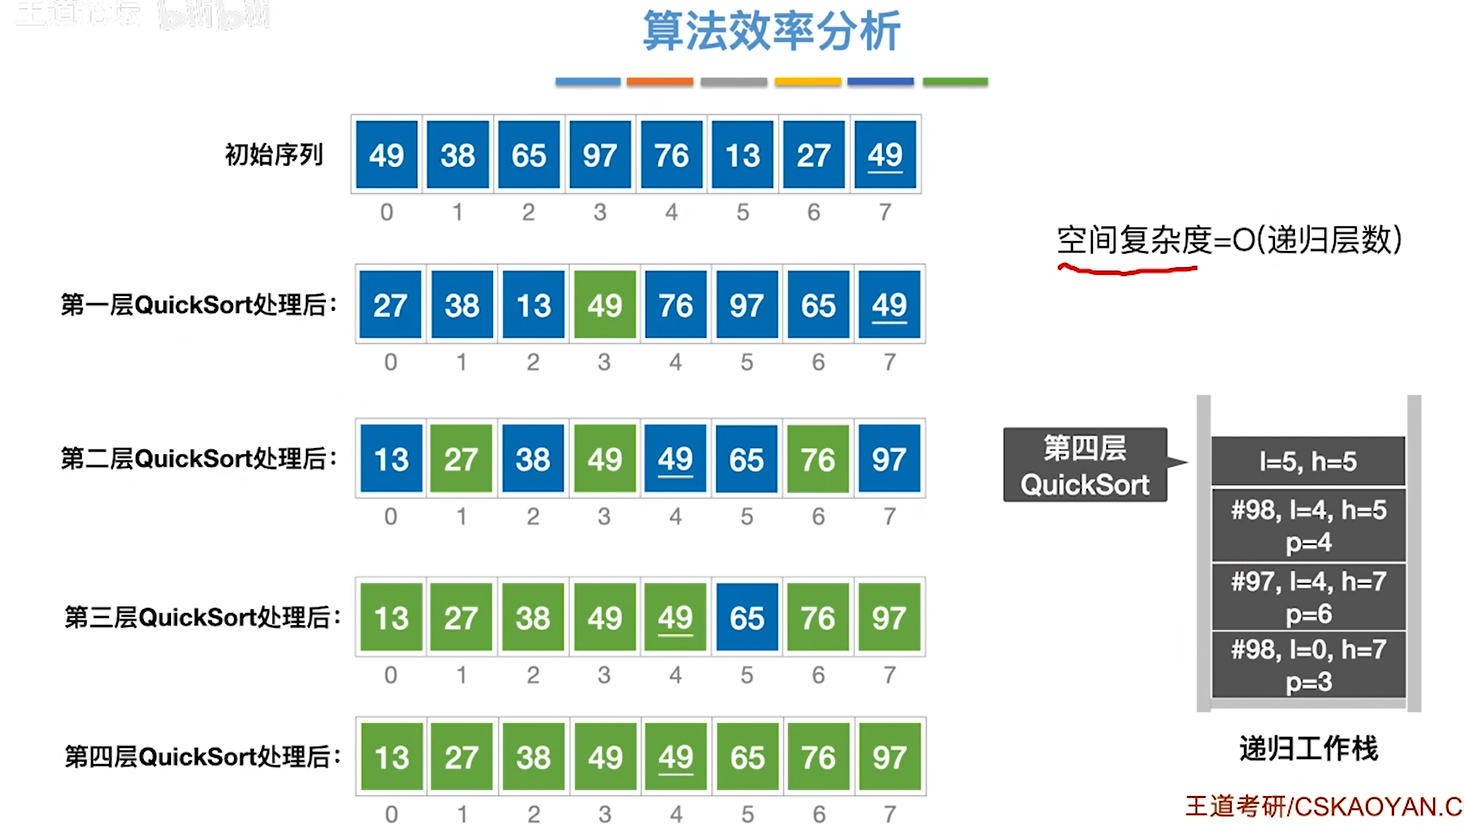 王道论坛 bilibili
算法效率分析
初始序列
49 38 65 97 76 13 27 49
0 1 2 3 4 5 6 7
空间复杂度=O(递归层数)
第一层QuickSort处理后：
27 38 13 49 76 97 65 49
0 1 2 3 4 5 6 7
第二层QuickSort处理后：
13 27 38 49 49 65 76 97
0 1 2 3 4 5 6 7
第三层QuickSort处理后：
13 27 38 49 49 65 76 97
0 1 2 3 4 5 6 7
第四层QuickSort处理后：
13 27 38 49 49 65 76 97
0 1 2 3 4 5 6 7
第四层
QuickSort
l=5, h=5
#98, l=4, h=5
p=4
#97, l=4, h=7
p=6
#98, l=0, h=7
p=3
递归工作栈
王道考研/CSKAOYAN.C